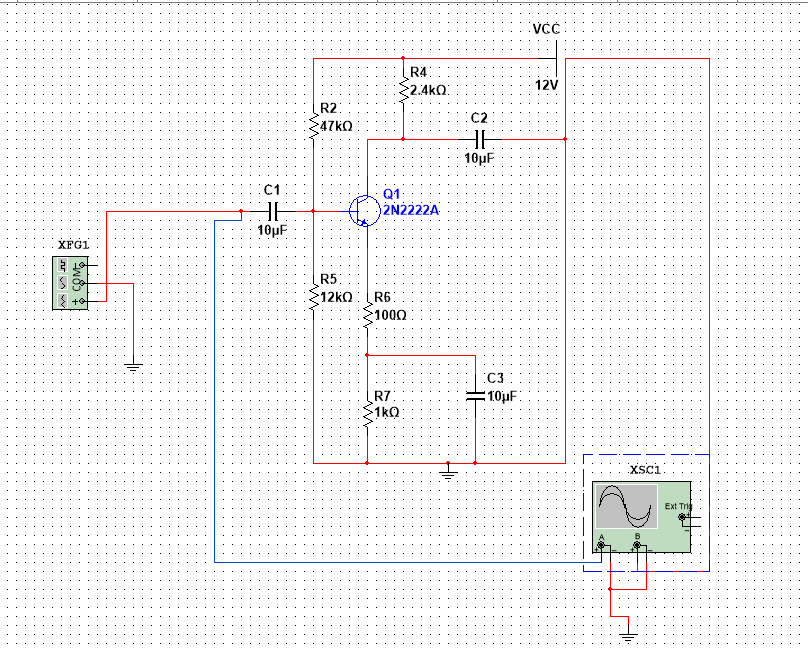 VCC
12V
R4
2.4kΩ
R2
47kΩ
C2
10µF
C1
10µF
Q1
2N2222A
XFG1
COM
+
R5
12kΩ
R6
100Ω
C3
10µF
R7
1kΩ
XSC1
Ext Trig
+
−
A
B
+ − + −